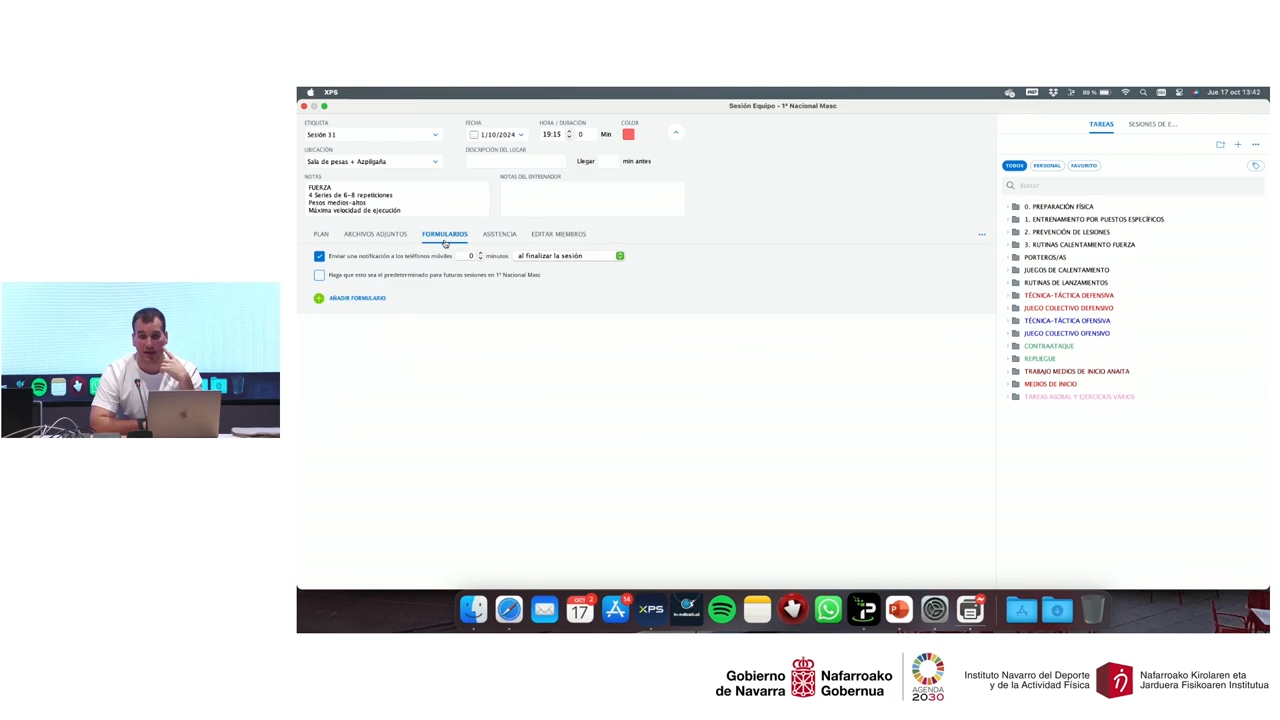 XPS
89 %
Jue 17 oct 13:42
Sesión Equipo - 1º Nacional Masc
ETIQUETA
FECHA
HORA / DURACIÓN
COLOR
Sesión 31
1/10/2024
19:15
0
Min
UBICACIÓN
DESCRIPCIÓN DEL LUGAR
Sala de pesas + Azpilgaña
Llegar
min antes
NOTAS
NOTAS DEL ENTRENADOR
FUERZA
4 Series de 6-8 repeticiones
Pesos medios-altos
Máxima velocidad de ejecución
PLAN
ARCHIVOS ADJUNTOS
FORMULARIOS
ASISTENCIA
EDITAR MIEMBROS
Enviar una notificación a los teléfonos móviles 0 minutos al finalizar la sesión
Haga que esto sea el predeterminado para futuras sesiones en 1º Nacional Masc
AÑADIR FORMULARIO
TAREAS
SESIONES DE E...
TODOS
PERSONAL
FAVORITO
Buscar
0. PREPARACIÓN FÍSICA
1. ENTRENAMIENTO POR PUESTOS ESPECÍFICOS
2. PREVENCIÓN DE LESIONES
3. RUTINAS CALENTAMIENTO FUERZA
PORTEROS/AS
JUEGOS DE CALENTAMIENTO
RUTINAS DE LANZAMIENTOS
TÉCNICA-TÁCTICA DEFENSIVA
JUEGO COLECTIVO DEFENSIVO
TÉCNICA-TÁCTICA OFENSIVA
JUEGO COLECTIVO OFENSIVO
CONTRAATAQUE
REPLIEGUE
TRABAJO MEDIOS DE INICIO ANAITA
MEDIOS DE INICIO
TAREAS ASOBAL Y EJERCICIOS VARIOS
OCT
2
17
14
XPS
Gobierno
de Navarra
Nafarroako
Gobernua
AGENDA
2030
Instituto Navarro del Deporte
y de la Actividad Física
Nafarroako Kirolaren eta
Jarduera Fisikoaren Institutua